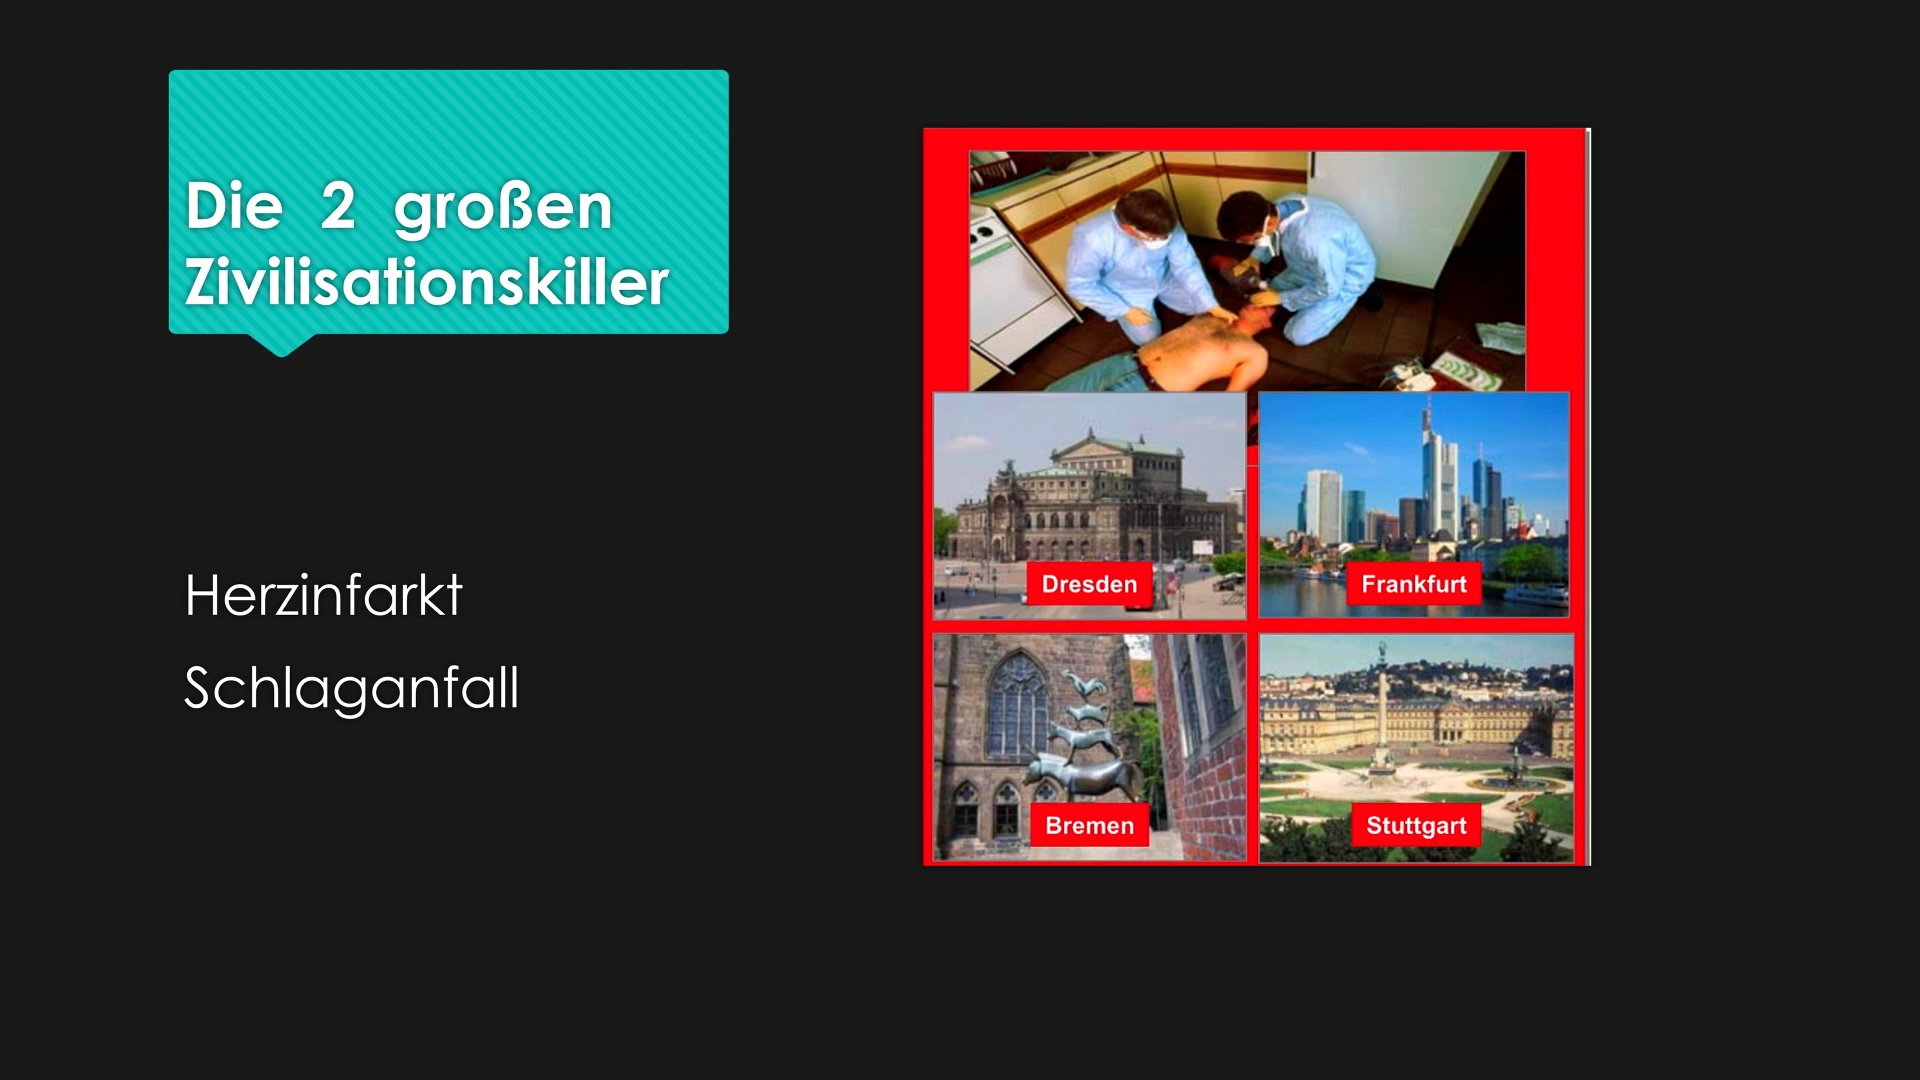 Die 2 großen
Zivilisationskiller
Herzinfarkt
Schlaganfall
Dresden
Frankfurt
Bremen
Stuttgart